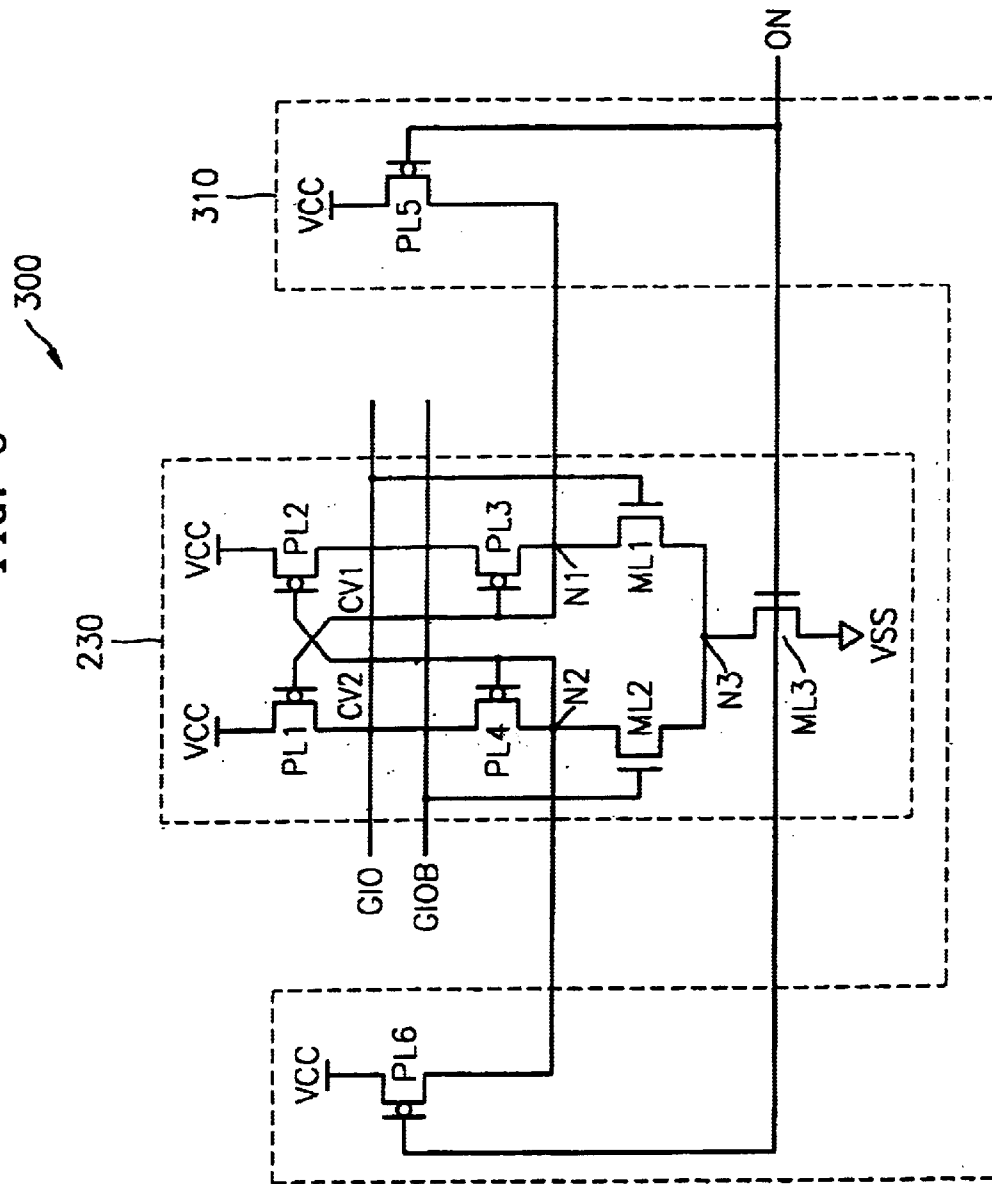 300
230
310
VCC
VCC
VCC
VCC
PL6
PL1
PL2
PL5
CV2
CV1
GIO
GIOB
PL4
PL3
N2
N1
ML2
ML1
N3
ML3
ON
VSS